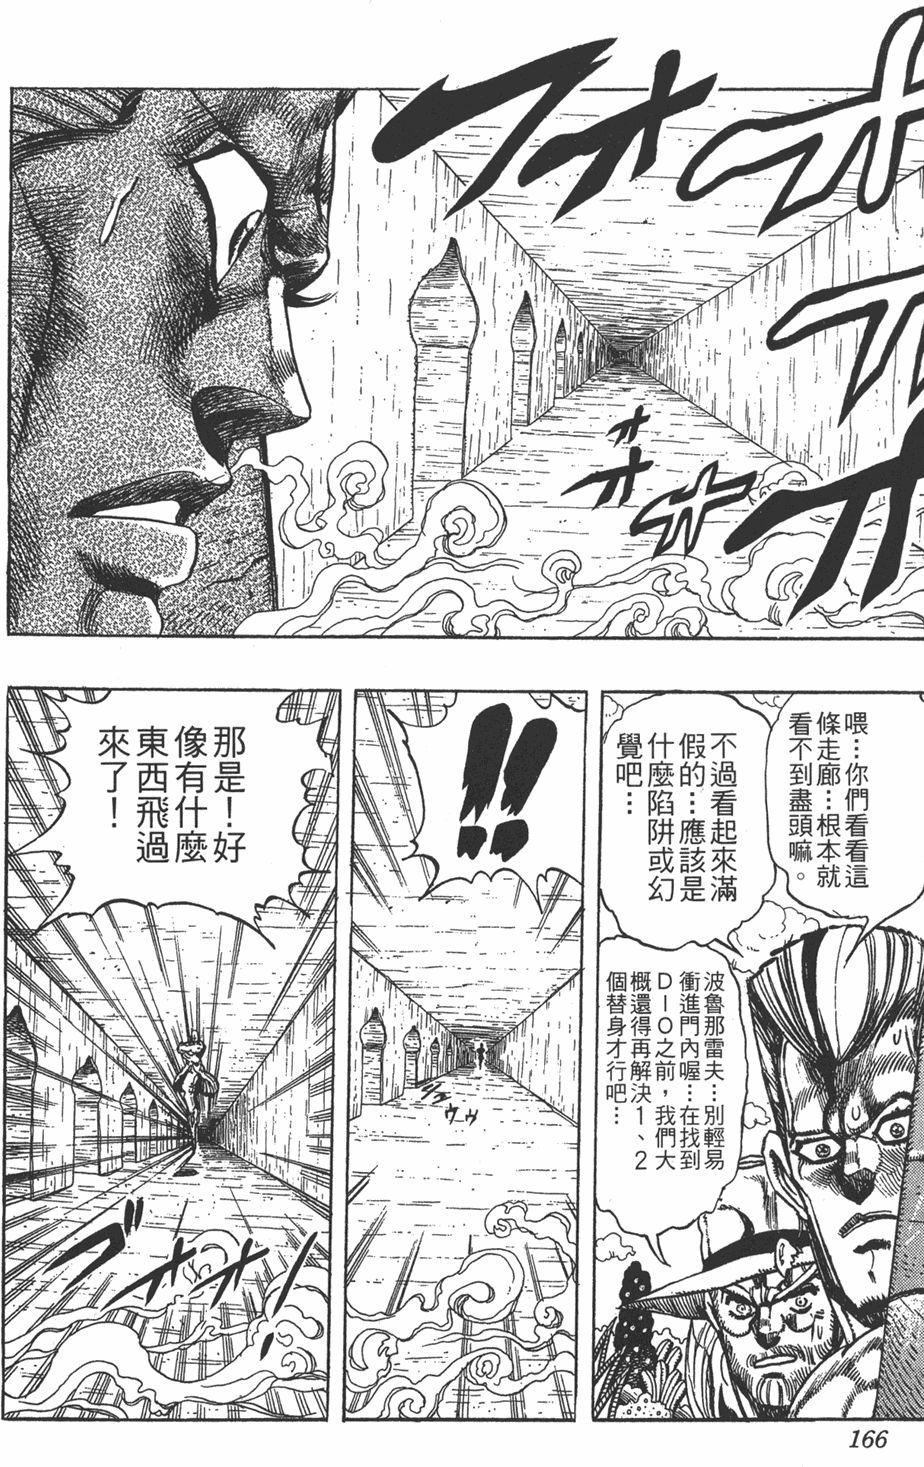 フォオオオオ
オオオ
喂…你們看看這
條走廊…根本就
看不到盡頭嘛。
不過看起來滿
假的…應該是
什麼陷阱或幻
覺吧…
波魯那雷夫…別輕易
衝進門內喔…在找到
DIO之前，我們大
概還得再解決1、2
個替身才行吧…
!!
ブゥゥ
那是！好
像有什麼
東西飛過
來了！
ブオオ！
166